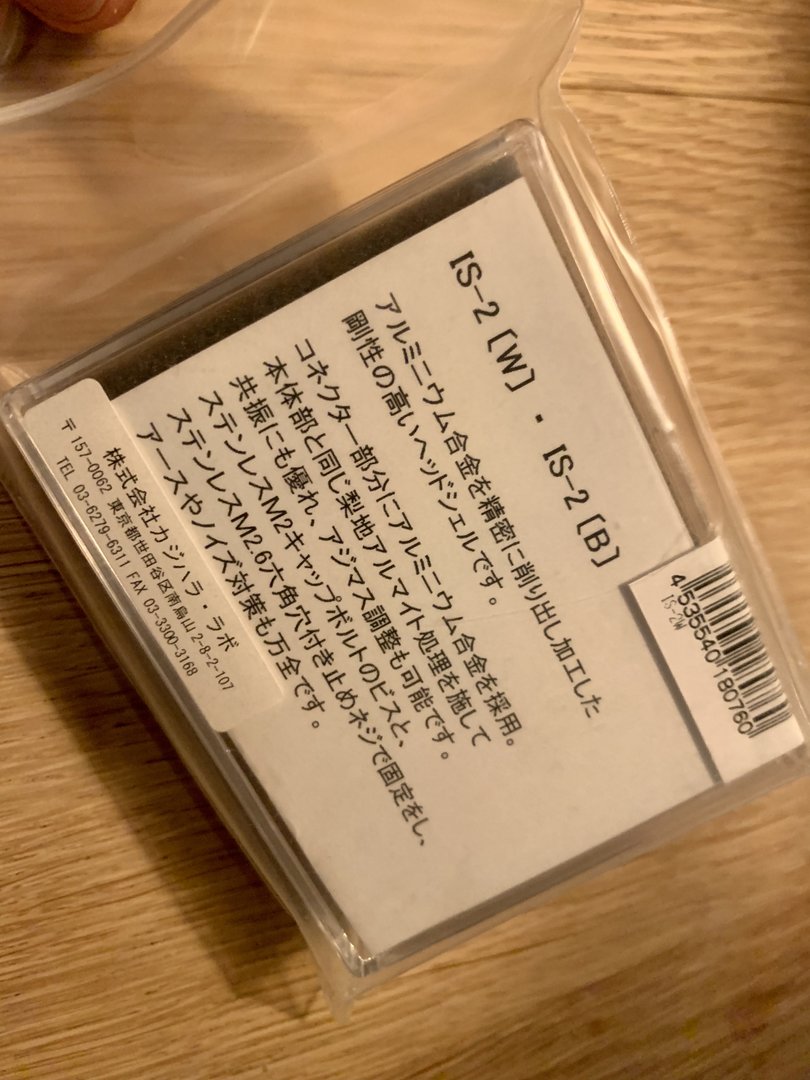 IS-2〔W〕・IS-2〔B〕
アルミニウム合金を精密に削り出し加工した
剛性の高いヘッドシェルです。
コネクター部分にアルミニウム合金を採用。
本体部と同じ梨地アルマイト処理を施して
共振にも優れ、アジマス調整も可能です。
ステンレスM2キャップボルトのビスと、
ステンレスM2.6六角穴付き止めネジで固定をし、
アースやノイズ対策も万全です。
株式会社カジハラ・ラボ
〒157-0062 東京都世田谷区南烏山2-8-2-107
TEL 03-6279-6311 FAX 03-3300-3168
4 535540 180760
IS-2W